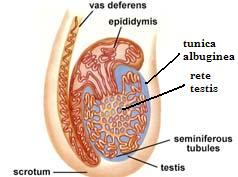 vas deferens
epididymis
tunica
albuginea
rete
testis
seminiferous
tubules
testis
scrotum